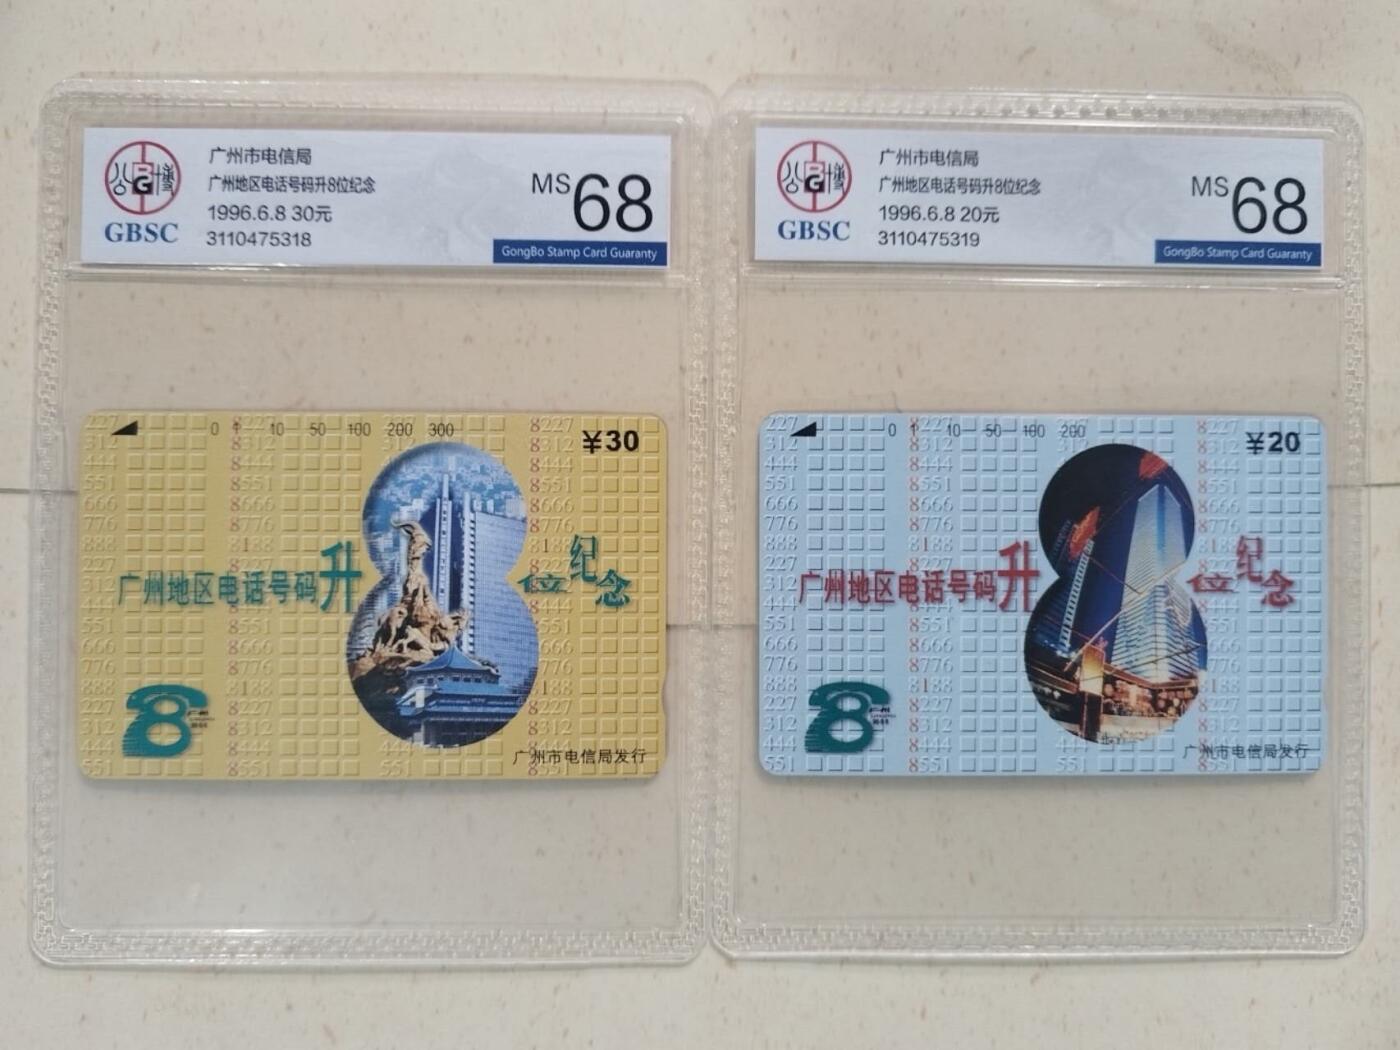 广州市电信局
广州地区电话号码升8位纪念
1996.6.8 30元
3110475318
MS 68
GBSC
GongBo Stamp Card Guaranty
广州市电信局
广州地区电话号码升8位纪念
1996.6.8 20元
3110475319
MS 68
GBSC
GongBo Stamp Card Guaranty
0 1 10 50 100 200 300
¥30
广州地区电话号码升8位纪念
广州市电信局发行
0 1 10 50 100 200
¥20
广州地区电话号码升8位纪念
广州市电信局发行